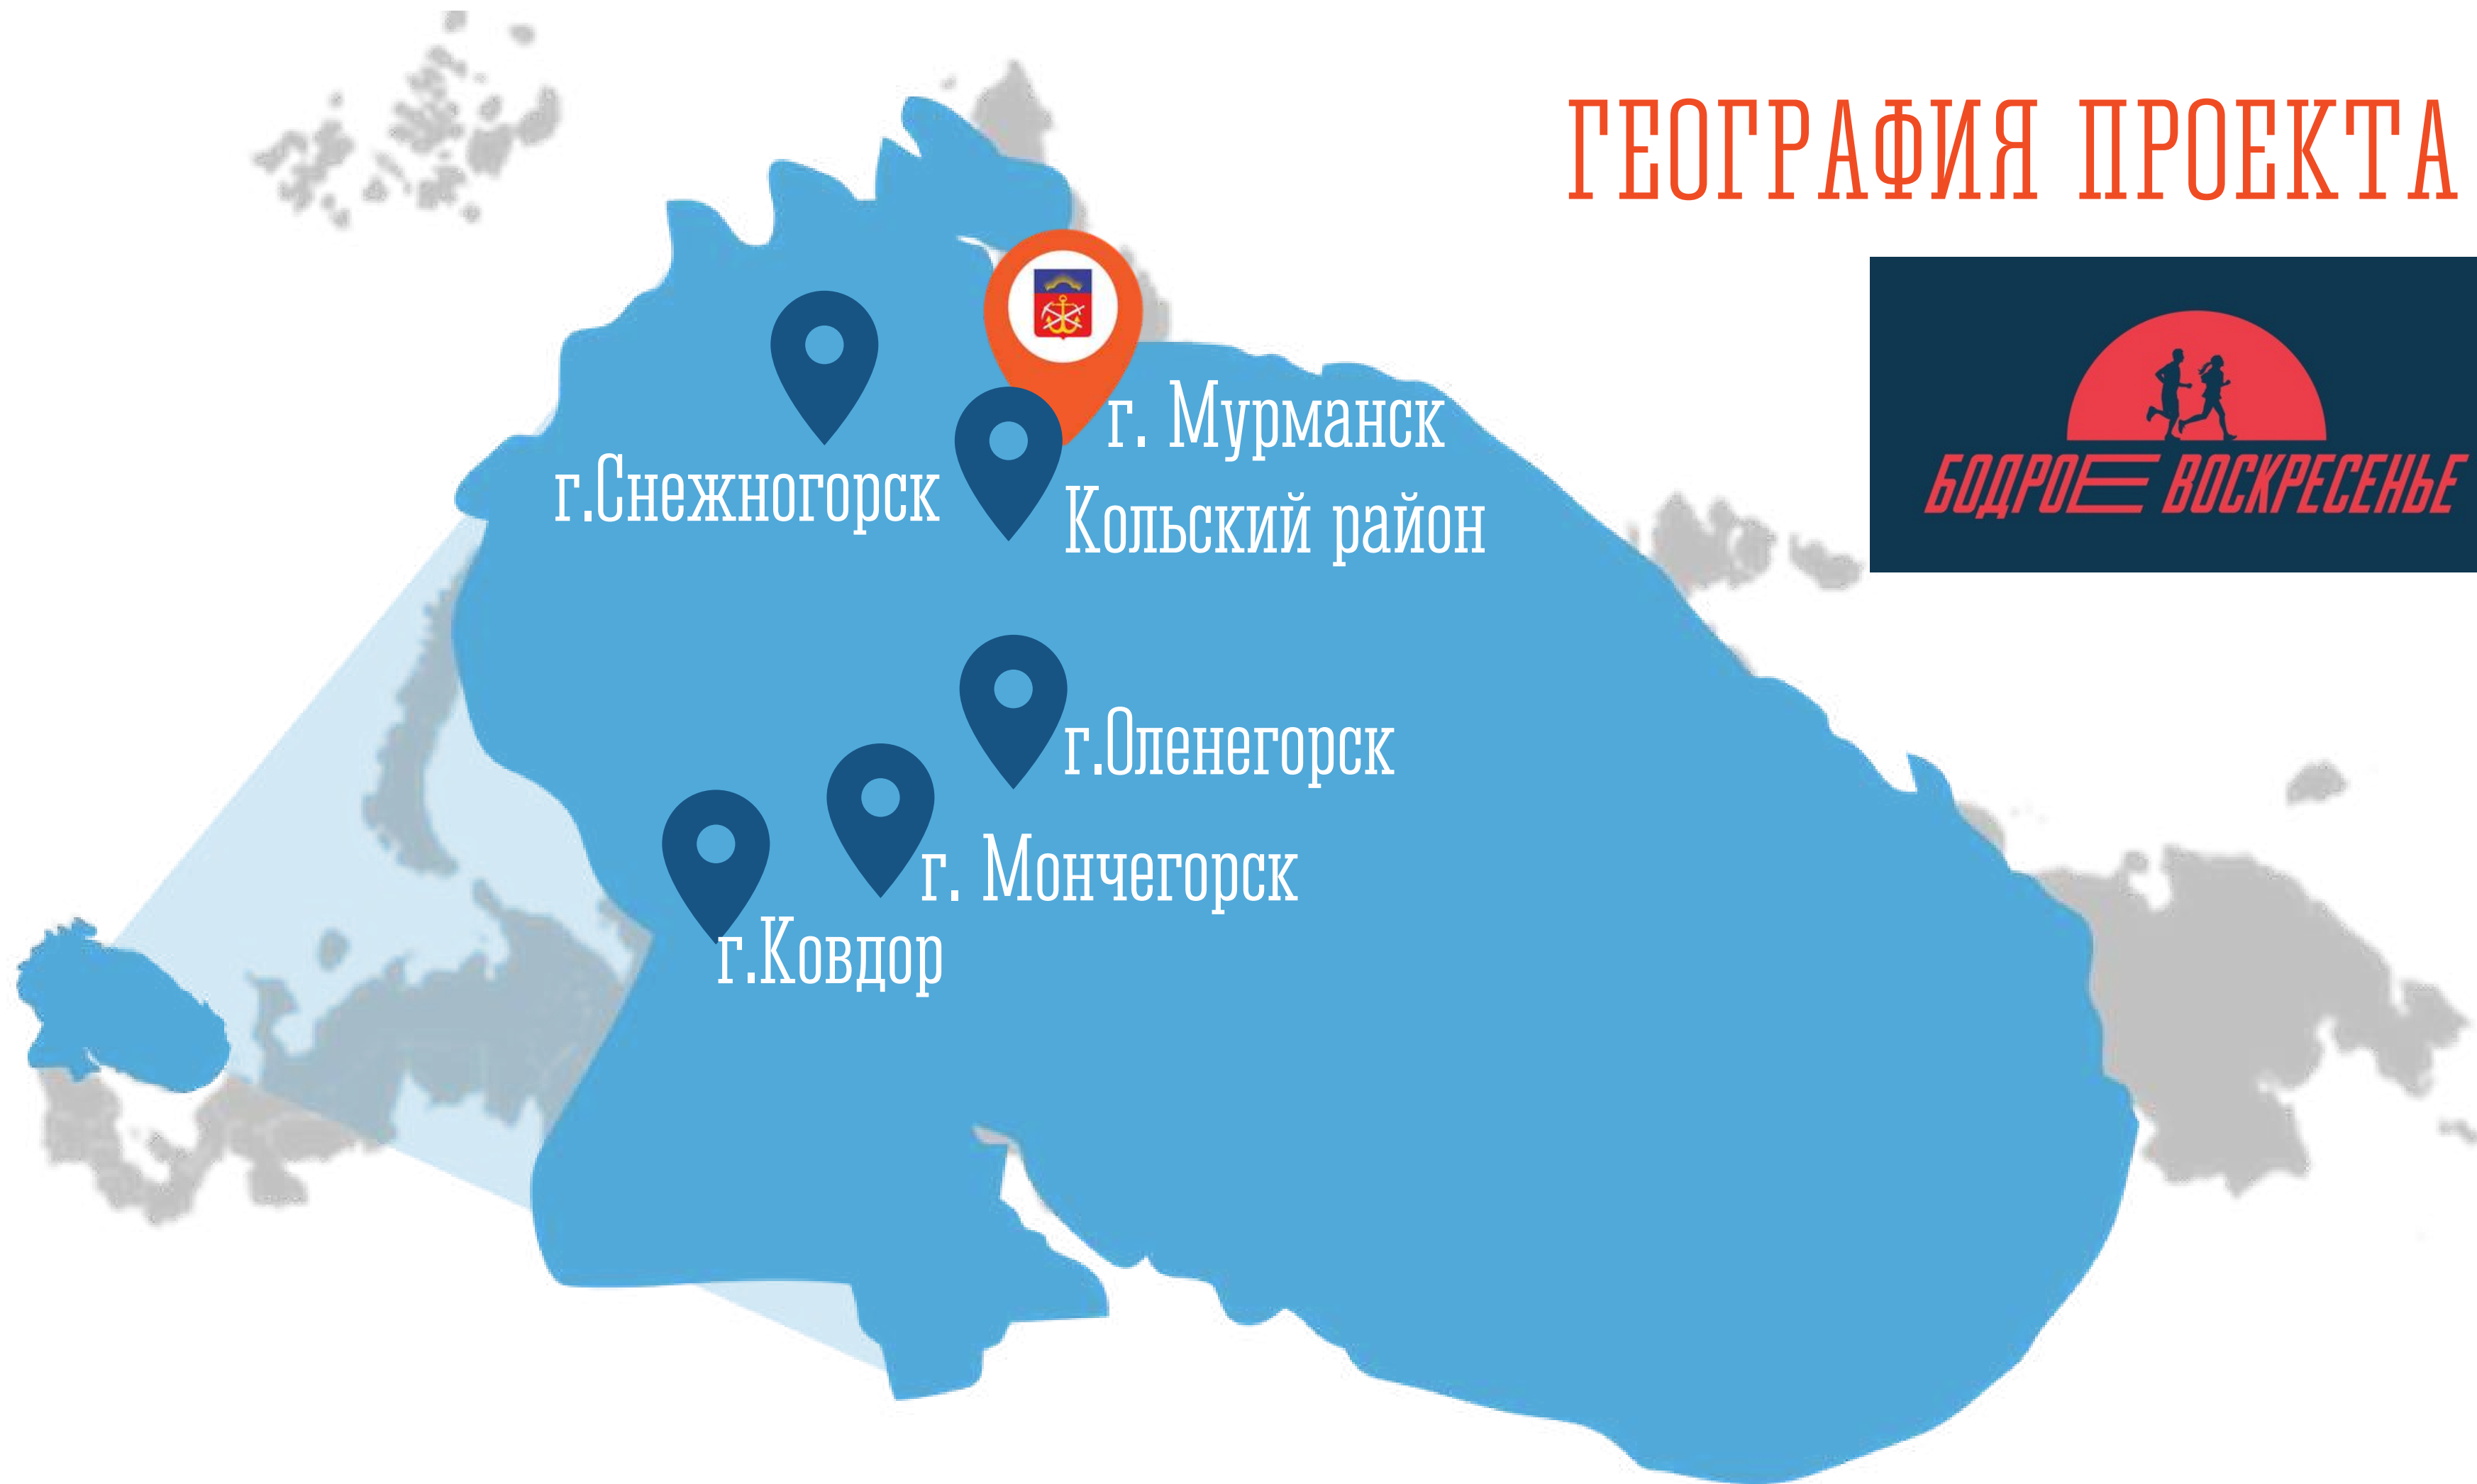 ГЕОГРАФИЯ ПРОЕКТА
БОДРОЕ ВОСКРЕСЕНЬЕ
г. Мурманск
г.Снежногорск
Кольский район
г.Оленегорск
г. Мончегорск
г.Ковдор